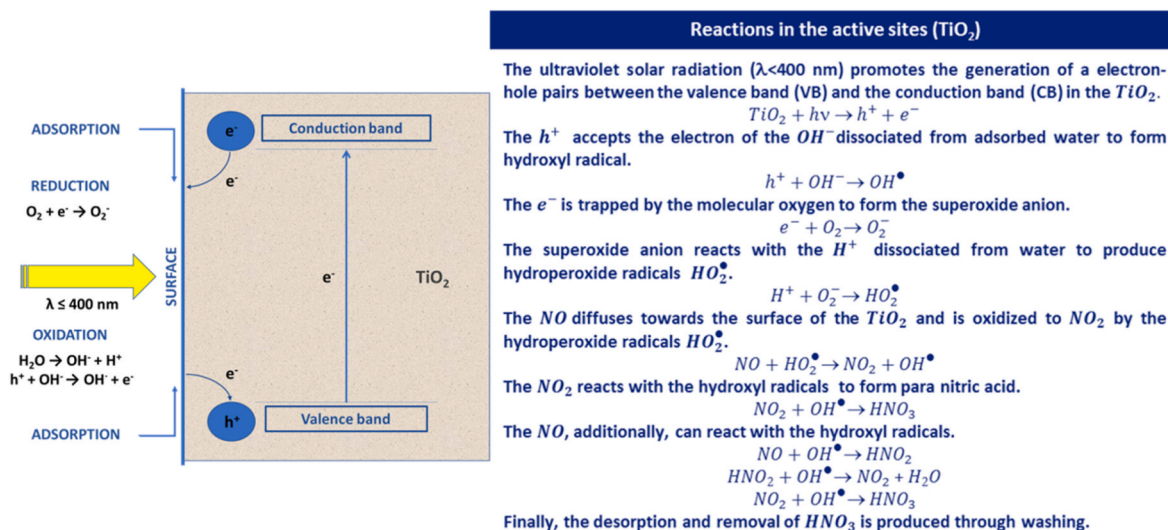 ADSORPTION
REDUCTION
O₂ + e⁻ → O₂⁻
λ ≤ 400 nm
OXIDATION
H₂O → OH⁻ + H⁺
h⁺ + OH⁻ → OH⁻ + e⁻
ADSORPTION
SURFACE
e⁻
Conduction band
e⁻
e⁻
TiO₂
e⁻
h⁺
Valence band
Reactions in the active sites (TiO₂)
The ultraviolet solar radiation (λ<400 nm) promotes the generation of a electron-
hole pairs between the valence band (VB) and the conduction band (CB) in the TiO₂.
TiO₂ + hν → h⁺ + e⁻
The h⁺ accepts the electron of the OH⁻ dissociated from adsorbed water to form
hydroxyl radical.
h⁺ + OH⁻ → OH•
The e⁻ is trapped by the molecular oxygen to form the superoxide anion.
e⁻ + O₂ → O₂⁻
The superoxide anion reacts with the H⁺ dissociated from water to produce
hydroperoxide radicals HO₂•.
H⁺ + O₂⁻ → HO₂•
The NO diffuses towards the surface of the TiO₂ and is oxidized to NO₂ by the
hydroperoxide radicals HO₂•.
NO + HO₂• → NO₂ + OH•
The NO₂ reacts with the hydroxyl radicals to form para nitric acid.
NO₂ + OH• → HNO₃
The NO, additionally, can react with the hydroxyl radicals.
NO + OH• → HNO₂
HNO₂ + OH• → NO₂ + H₂O
NO₂ + OH• → HNO₃
Finally, the desorption and removal of HNO₃ is produced through washing.